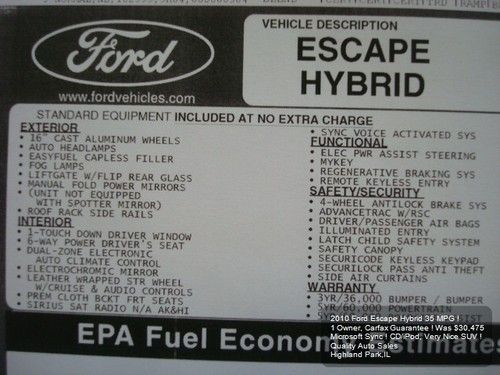 Ford
www.fordvehicles.com
VEHICLE DESCRIPTION
ESCAPE
HYBRID
STANDARD EQUIPMENT INCLUDED AT NO EXTRA CHARGE
EXTERIOR
• 16" CAST ALUMINUM WHEELS
• AUTO HEADLAMPS
• EASYFUEL CAPLESS FILLER
• FOG LAMPS
• LIFTGATE W/FLIP REAR GLASS
• MANUAL FOLD POWER MIRRORS
(UNIT NOT EQUIPPED
WITH SPOTTER MIRROR)
• ROOF RACK SIDE RAILS
INTERIOR
• 1-TOUCH DOWN DRIVER WINDOW
• 6-WAY POWER DRIVER'S SEAT
• DUAL-ZONE ELECTRONIC
AUTO CLIMATE CONTROL
• ELECTROCHROMIC MIRROR
• LEATHER WRAPPED STR WHEEL
W/CRUISE & AUDIO CONTROLS
• PREM CLOTH BCKT FRT SEATS
• SIRIUS SAT RADIO N/A AK&HI
• SYNC VOICE ACTIVATED SYS
FUNCTIONAL
• ELEC PWR ASSIST STEERING
• MYKEY
• REGENERATIVE BRAKING SYS
• REMOTE KEYLESS ENTRY
SAFETY/SECURITY
• 4-WHEEL ANTILOCK BRAKE SYS
• ADVANCETRAC W/RSC
• DRIVER/PASSENGER AIR BAGS
• ILLUMINATED ENTRY
• LATCH CHILD SAFETY SYSTEM
• SAFETY CANOPY
• SECURICODE KEYLESS KEYPAD
• SECURILOCK PASS ANTI THEFT
• SIDE AIR CURTAINS
WARRANTY
• 3YR/36,000 BUMPER / BUMPER
• 5YR/60,000 POWERTRAIN
EPA Fuel Economy Estimates
2010 Ford Escape Hybrid 35 MPG !
1 Owner, Carfax Guarantee ! Was $30,475
Microsoft Sync ! CD/iPod, Very Nice SUV !
Quality Auto Sales
Highland Park,IL